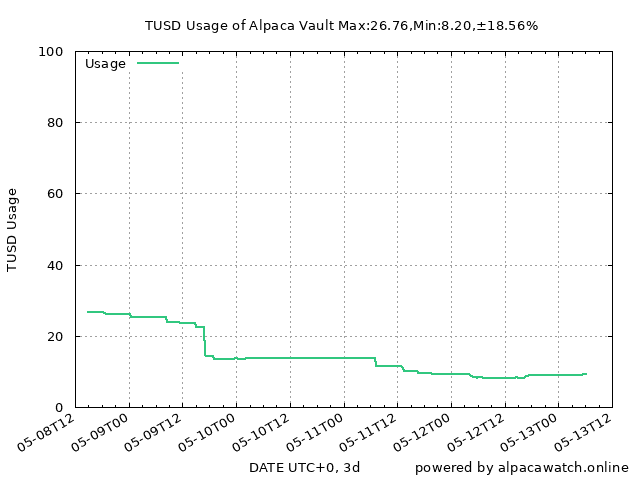 TUSD Usage of Alpaca Vault Max:26.76,Min:8.20,±18.56%
100
Usage
80
60
TUSD Usage
40
20
0
05-08T12 05-09T00 05-09T12 05-10T00 05-10T12 05-11T00 05-11T12 05-12T00 05-12T12 05-13T00 05-13T12
DATE UTC+0, 3d powered by alpacawatch.online